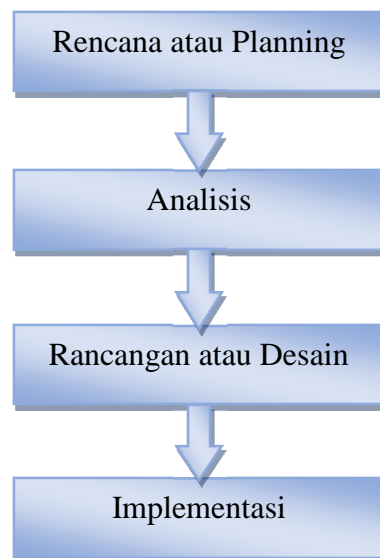 Rencana atau Planning
Analisis
Rancangan atau Desain
Implementasi